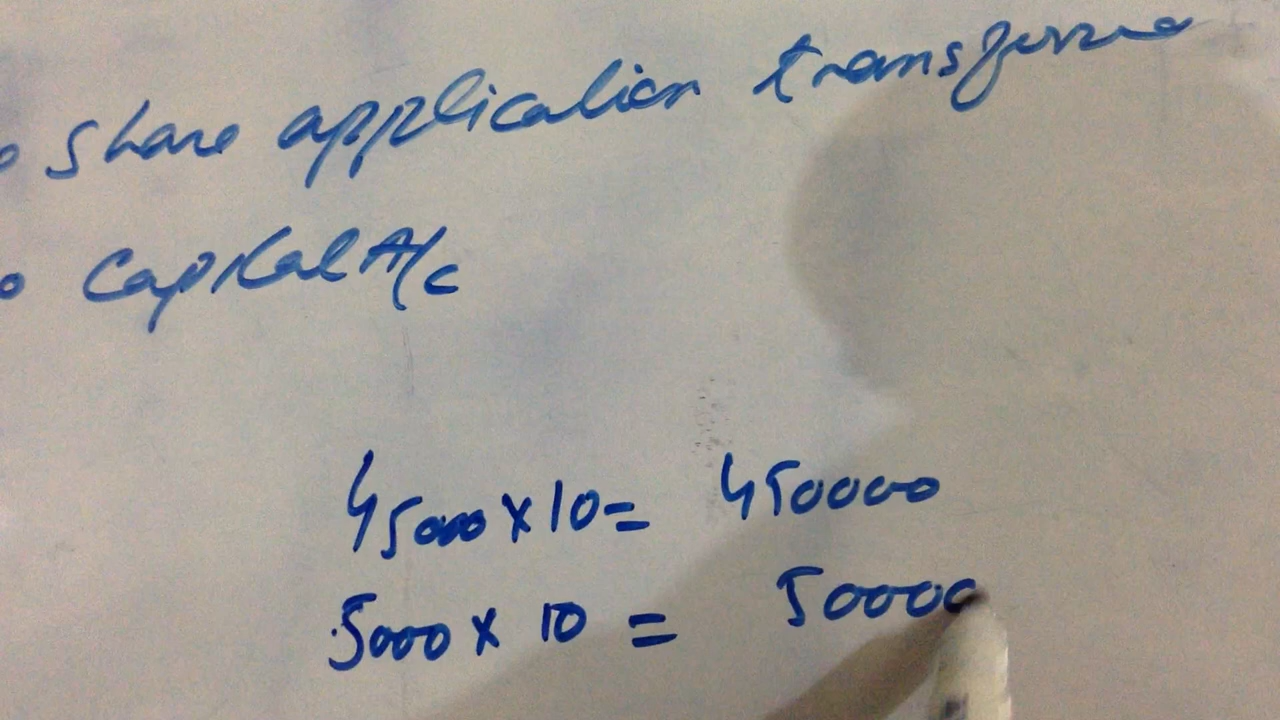 o Share application transferre
o Capital A/c
45000 x 10 = 450000
5000 x 10 = 50000